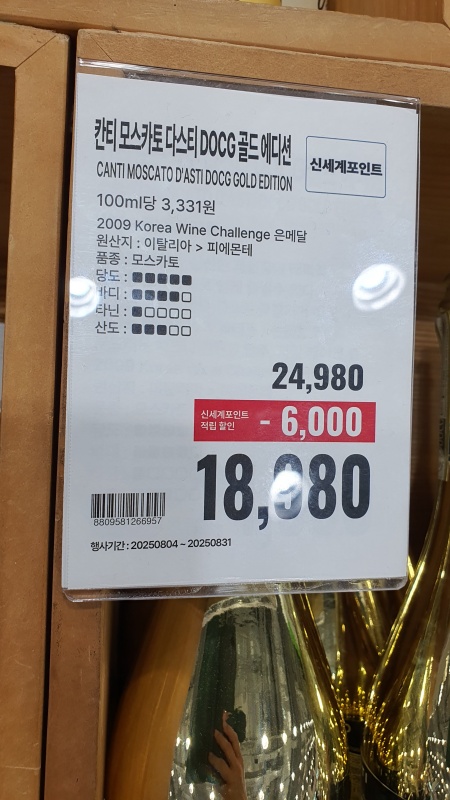 칸티 모스카토 다스티 DOCG 골드 에디션
신세계포인트
CANTI MOSCATO D'ASTI DOCG GOLD EDITION
100ml당 3,331원
2009 Korea Wine Challenge 은메달
원산지 : 이탈리아 > 피에몬테
품종 : 모스카토
당도 : ■■■■■
바디 : ■■■■□
타닌 : ■□□□□
산도 : ■■■□□
24,980
신세계포인트
적립 할인
- 6,000
18,980
8809581266957
행사기간 : 20250804 ~ 20250831